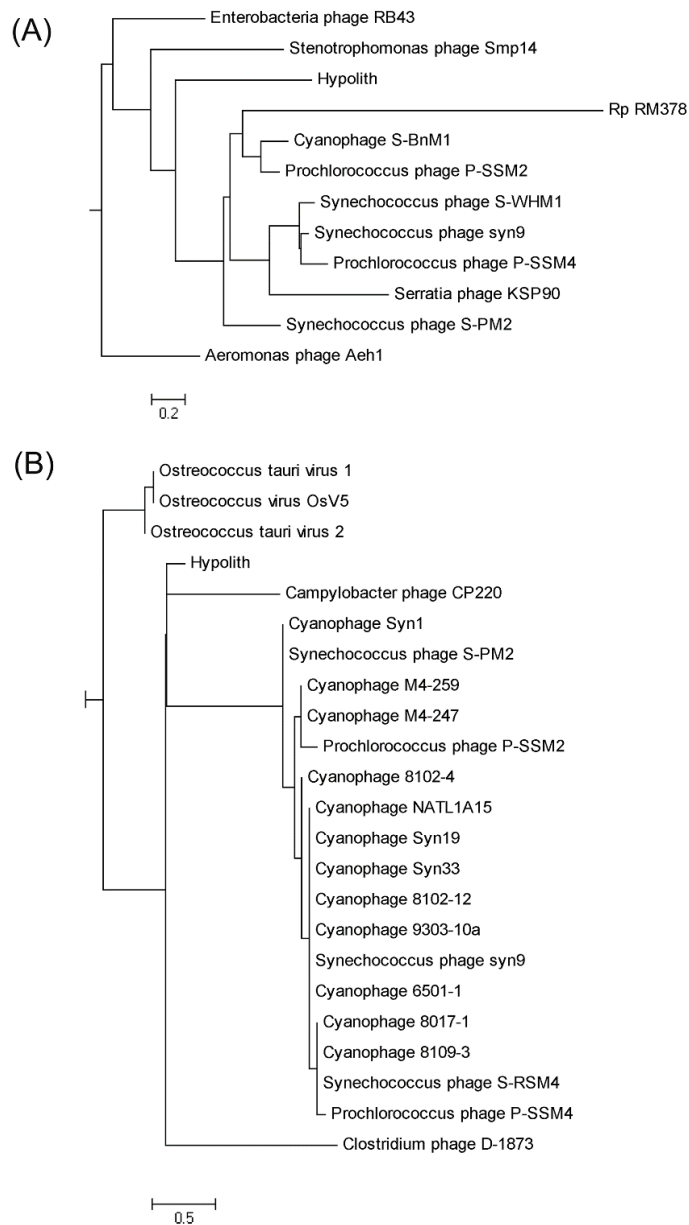 (A)
Enterobacteria phage RB43
Stenotrophomonas phage Smp14
Hypolith
Rp RM378
Cyanophage S-BnM1
Prochlorococcus phage P-SSM2
Synechococcus phage S-WHM1
Synechococcus phage syn9
Prochlorococcus phage P-SSM4
Serratia phage KSP90
Synechococcus phage S-PM2
Aeromonas phage Aeh1
0.2
(B)
Ostreococcus tauri virus 1
Ostreococcus virus OsV5
Ostreococcus tauri virus 2
Hypolith
Campylobacter phage CP220
Cyanophage Syn1
Synechococcus phage S-PM2
Cyanophage M4-259
Cyanophage M4-247
Prochlorococcus phage P-SSM2
Cyanophage 8102-4
Cyanophage NATL1A15
Cyanophage Syn19
Cyanophage Syn33
Cyanophage 8102-12
Cyanophage 9303-10a
Synechococcus phage syn9
Cyanophage 6501-1
Cyanophage 8017-1
Cyanophage 8109-3
Synechococcus phage S-RSM4
Prochlorococcus phage P-SSM4
Clostridium phage D-1873
0.5